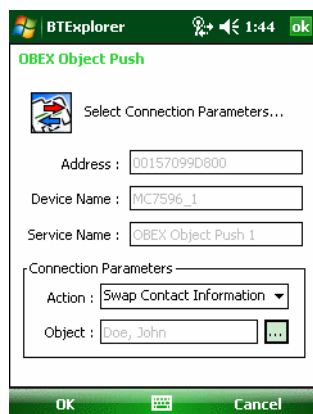 BTExplorer 1:44 ok
OBEX Object Push
Select Connection Parameters...
Address : 00157099D800
Device Name : MC7596_1
Service Name : OBEX Object Push 1
Connection Parameters
Action : Swap Contact Information
Object : Doe, John ...
OK Cancel